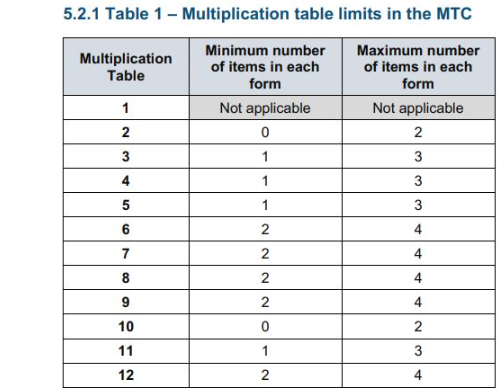 5.2.1 Table 1 – Multiplication table limits in the MTC
Multiplication Table Minimum number of items in each form Maximum number of items in each form
1 Not applicable Not applicable
2 0 2
3 1 3
4 1 3
5 1 3
6 2 4
7 2 4
8 2 4
9 2 4
10 0 2
11 1 3
12 2 4